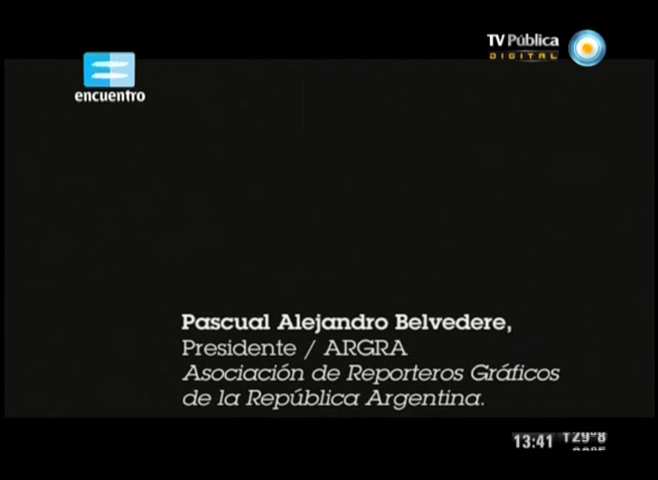 TV Pública
DIGITAL
encuentro
Pascual Alejandro Belvedere,
Presidente / ARGRA
Asociación de Reporteros Gráficos
de la República Argentina.
13:41 T29º8